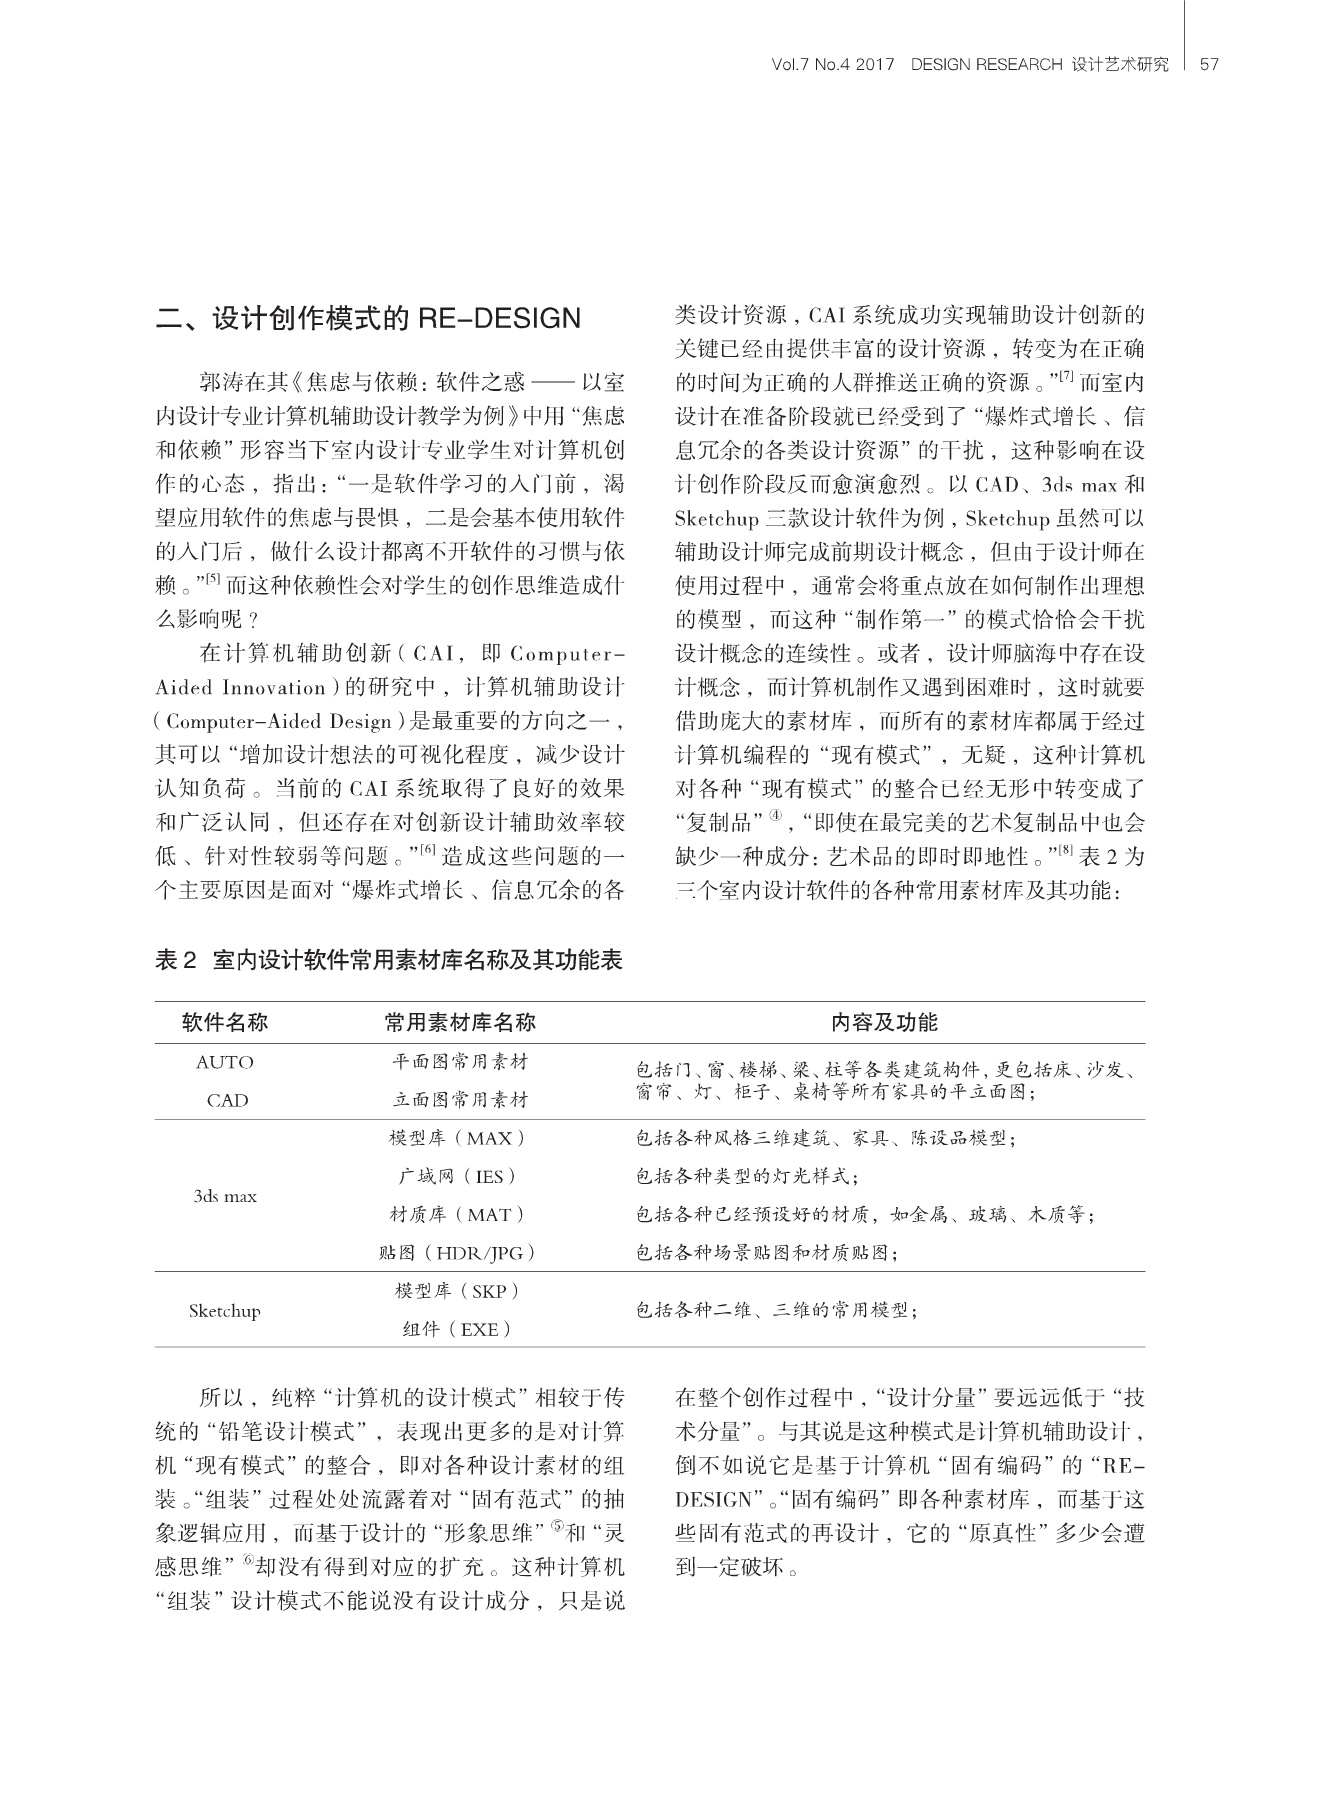 Vol.7 No.4 2017 DESIGN RESEARCH 设计艺术研究 57
二、设计创作模式的 RE-DESIGN
郭涛在其《焦虑与依赖：软件之惑 —— 以室
内设计专业计算机辅助设计教学为例》中用“焦虑
和依赖”形容当下室内设计专业学生对计算机创
作的心态，指出：“一是软件学习的入门前，渴
望应用软件的焦虑与畏惧，二是会基本使用软件
的入门后，做什么设计都离不开软件的习惯与依
赖。”[5] 而这种依赖性会对学生的创作思维造成什
么影响呢？
在计算机辅助创新（CAI，即 Computer-
Aided Innovation）的研究中，计算机辅助设计
（Computer-Aided Design）是最重要的方向之一，
其可以“增加设计想法的可视化程度，减少设计
认知负荷。当前的 CAI 系统取得了良好的效果
和广泛认同，但还存在对创新设计辅助效率较
低、针对性较弱等问题。”[6] 造成这些问题的一
个主要原因是面对“爆炸式增长、信息冗余的各
类设计资源，CAI 系统成功实现辅助设计创新的
关键已经由提供丰富的设计资源，转变为在正确
的时间为正确的人群推送正确的资源。”[7] 而室内
设计在准备阶段就已经受到了“爆炸式增长、信
息冗余的各类设计资源”的干扰，这种影响在设
计创作阶段反而愈演愈烈。以 CAD、3ds max 和
Sketchup 三款设计软件为例，Sketchup 虽然可以
辅助设计师完成前期设计概念，但由于设计师在
使用过程中，通常会将重点放在如何制作出理想
的模型，而这种“制作第一”的模式恰恰会干扰
设计概念的连续性。或者，设计师脑海中存在设
计概念，而计算机制作又遇到困难时，这时就要
借助庞大的素材库，而所有的素材库都属于经过
计算机编程的“现有模式”，无疑，这种计算机
对各种“现有模式”的整合已经无形中转变成了
“复制品”④，“即使在最完美的艺术复制品中也会
缺少一种成分：艺术品的即时即地性。”[8] 表 2 为
三个室内设计软件的各种常用素材库及其功能：
表 2 室内设计软件常用素材库名称及其功能表
软件名称 常用素材库名称 内容及功能
AUTO 平面图常用素材
包括门、窗、楼梯、梁、柱等各类建筑构件，更包括床、沙发、
窗帘、灯、柜子、桌椅等所有家具的平立面图；
CAD 立面图常用素材
模型库（MAX） 包括各种风格三维建筑、家具、陈设品模型；
广域网（IES） 包括各种类型的灯光样式；
3ds max
材质库（MAT） 包括各种已经预设好的材质，如金属、玻璃、木质等；
贴图（HDR/JPG） 包括各种场景贴图和材质贴图；
模型库（SKP）
Sketchup 包括各种二维、三维的常用模型；
组件（EXE）
所以，纯粹“计算机的设计模式”相较于传
统的“铅笔设计模式”，表现出更多的是对计算
机“现有模式”的整合，即对各种设计素材的组
装。“组装”过程处处流露着对“固有范式”的抽
象逻辑应用，而基于设计的“形象思维”⑤和“灵
感思维”⑥却没有得到对应的扩充。这种计算机
“组装”设计模式不能说没有设计成分，只是说
在整个创作过程中，“设计分量”要远远低于“技
术分量”。与其说是这种模式是计算机辅助设计，
倒不如说它是基于计算机“固有编码”的“RE-
DESIGN”。“固有编码”即各种素材库，而基于这
些固有范式的再设计，它的“原真性”多少会遭
到一定破坏。